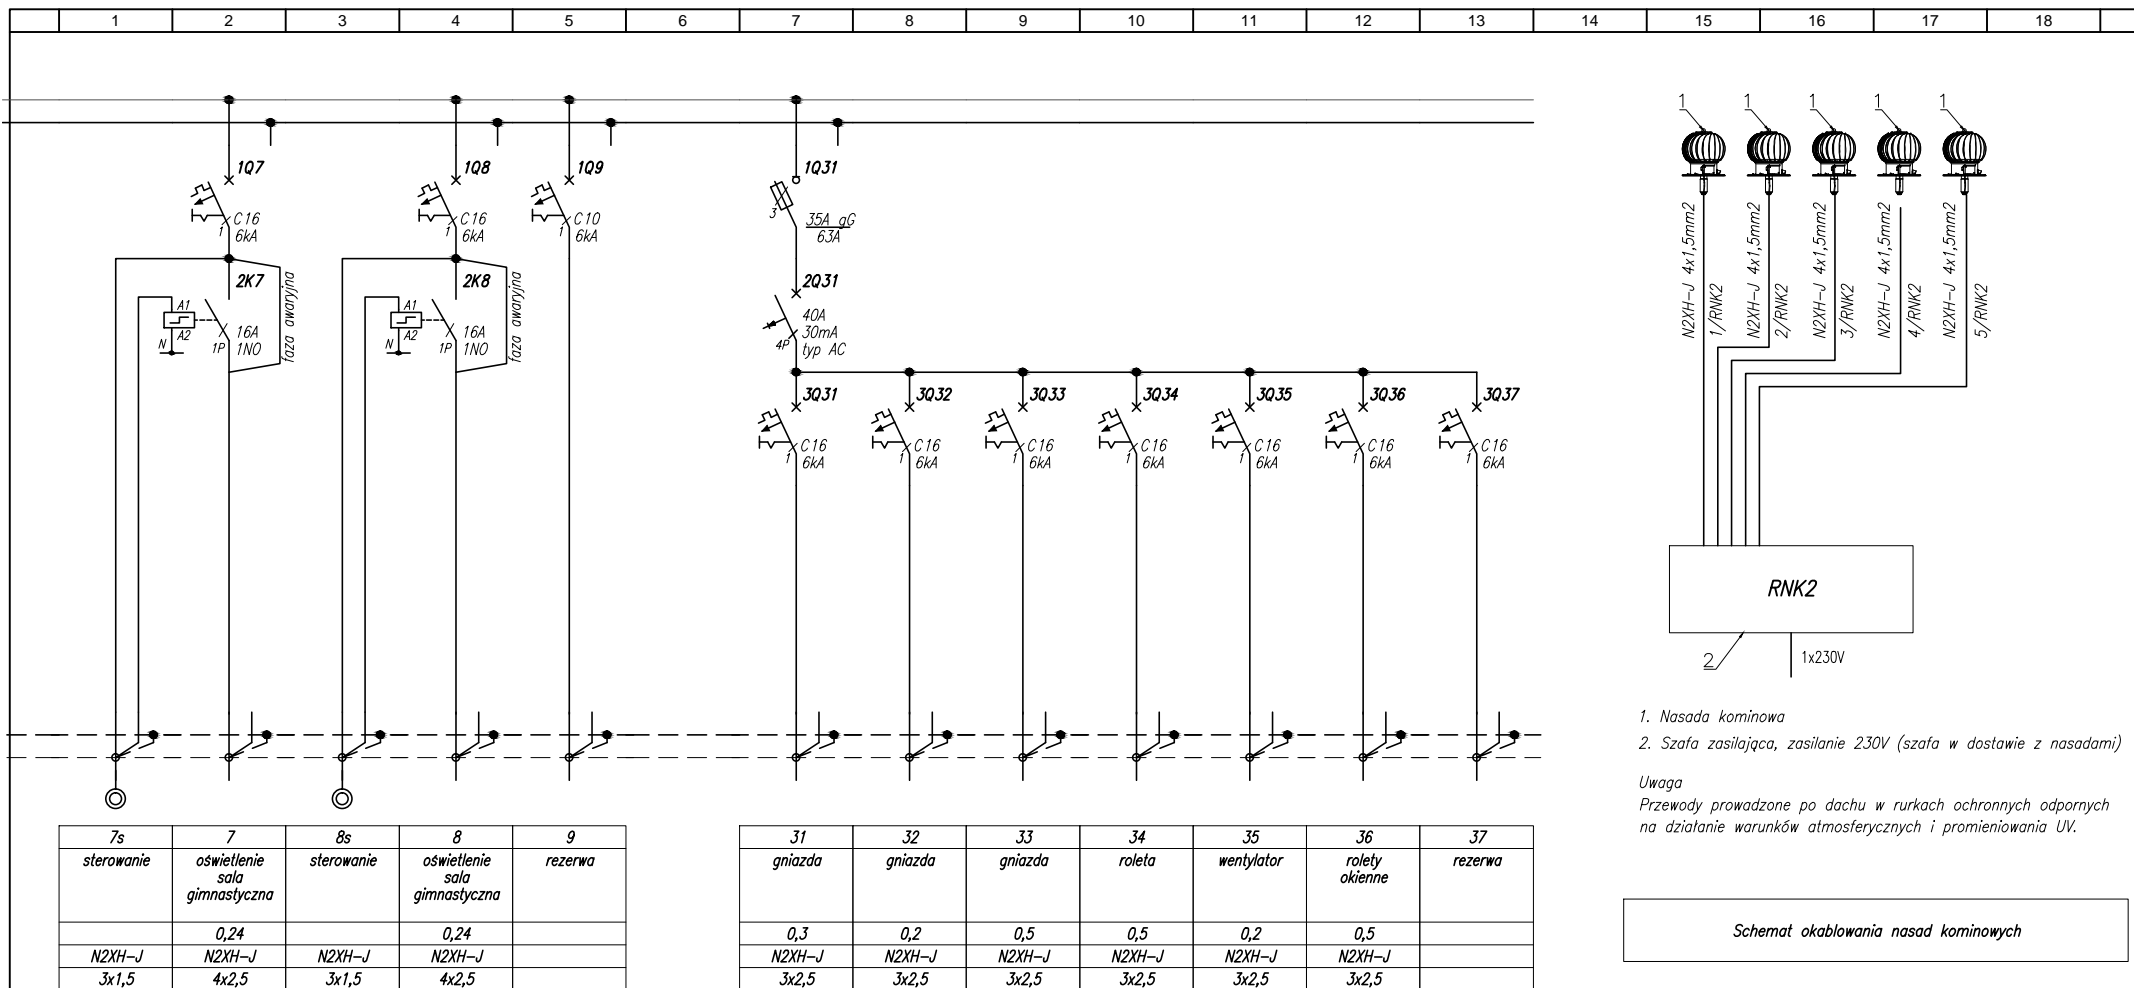 1 2 3 4 5 6 7 8 9 10 11 12 13 14 15 16 17 18
1Q7
C16
1
6kA
2K7
A1
A2
N
16A
1P
1NO
faza awaryjna
1Q8
C16
1
6kA
2K8
A1
A2
N
16A
1P
1NO
faza awaryjna
1Q9
C10
1
6kA
1Q31
3
35A gG
63A
2Q31
40A
30mA
4P
typ AC
3Q31
C16
1
6kA
3Q32
C16
1
6kA
3Q33
C16
1
6kA
3Q34
C16
1
6kA
3Q35
C16
1
6kA
3Q36
C16
1
6kA
3Q37
C16
1
6kA
7s 7 8s 8 9
sterowanie oświetlenie sterowanie oświetlenie rezerwa
sala sala
gimnastyczna gimnastyczna
0,24 0,24
N2XH-J N2XH-J N2XH-J N2XH-J
3x1,5 4x2,5 3x1,5 4x2,5
31 32 33 34 35 36 37
gniazda gniazda gniazda roleta wentylator rolety rezerwa
okienne
0,3 0,2 0,5 0,5 0,2 0,5
N2XH-J N2XH-J N2XH-J N2XH-J N2XH-J N2XH-J
3x2,5 3x2,5 3x2,5 3x2,5 3x2,5 3x2,5
1 1 1 1 1
N2XH-J 4x1,5mm2
1/RNK2
N2XH-J 4x1,5mm2
2/RNK2
N2XH-J 4x1,5mm2
3/RNK2
N2XH-J 4x1,5mm2
4/RNK2
N2XH-J 4x1,5mm2
5/RNK2
RNK2
2
1x230V
1. Nasada kominowa
2. Szafa zasilająca, zasilanie 230V (szafa w dostawie z nasadami)
Uwaga
Przewody prowadzone po dachu w rurkach ochronnych odpornych
na działanie warunków atmosferycznych i promieniowania UV.
Schemat okablowania nasad kominowych